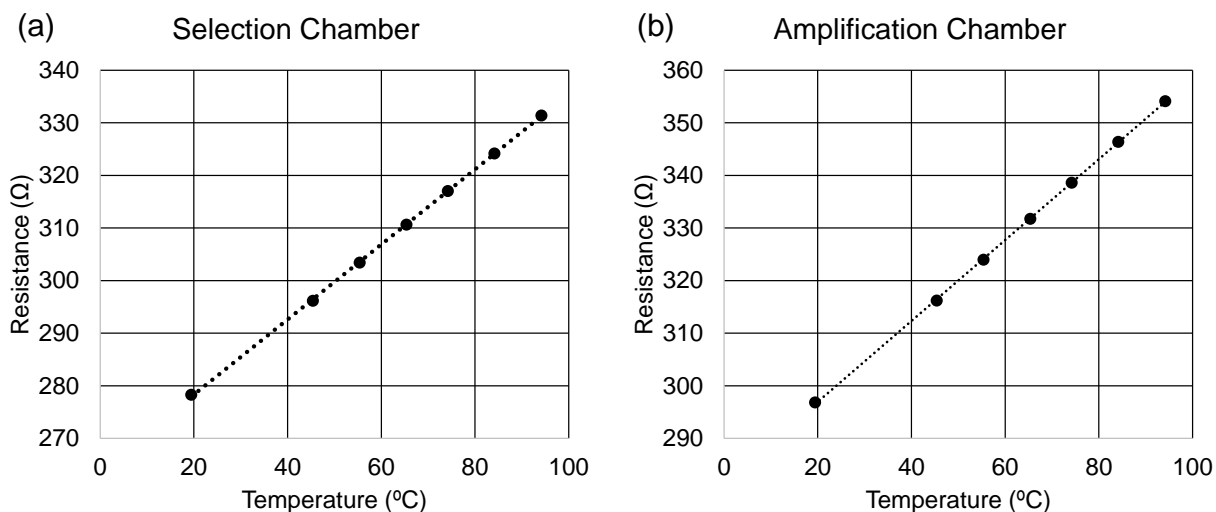 (a)
Selection Chamber
340
330
320
310
300
290
280
270
0 20 40 60 80 100
Resistance (Ω)
Temperature (ºC)
(b)
Amplification Chamber
360
350
340
330
320
310
300
290
0 20 40 60 80 100
Resistance (Ω)
Temperature (ºC)